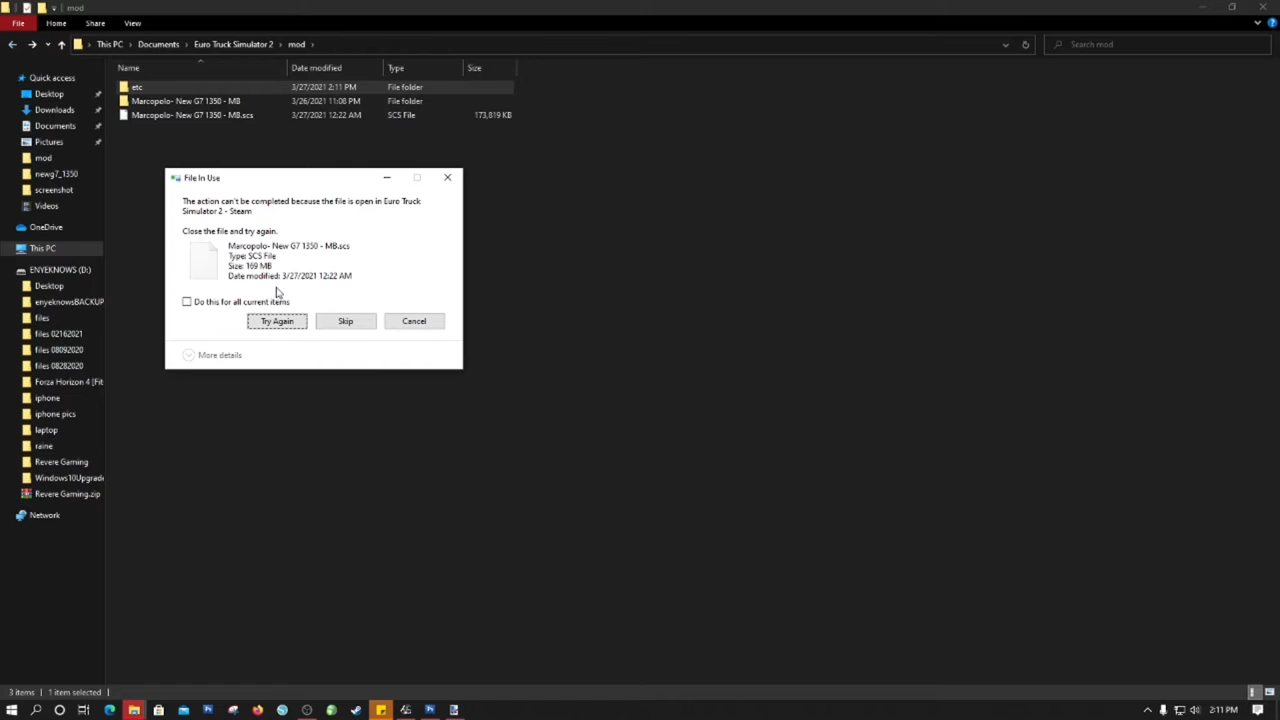 mod
File
Home
Share
View
This PC
Documents
Euro Truck Simulator 2
mod
Search mod
Name
Date modified
Type
Size
etc
3/27/2021 2:11 PM
File folder
Marcopolo- New G7 1350 - MB
3/26/2021 11:08 PM
File folder
Marcopolo- New G7 1350 - MB.scs
3/27/2021 12:22 AM
SCS File
173,819 KB
Quick access
Desktop
Downloads
Documents
Pictures
mod
newg7_1350
screenshot
Videos
OneDrive
This PC
ENYEKNOWS (D:)
Desktop
enyeknowsBACKUP
files
files 02162021
files 08092020
files 08282020
Forza Horizon 4 [Fit
iphone
iphone pics
laptop
raine
Revere Gaming
Windows10Upgrade
Revere Gaming.zip
Network
File In Use
The action can't be completed because the file is open in Euro Truck
Simulator 2 - Steam
Close the file and try again.
Marcopolo- New G7 1350 - MB.scs
Type: SCS File
Size: 169 MB
Date modified: 3/27/2021 12:22 AM
Do this for all current items
Try Again
Skip
Cancel
More details
3 items
1 item selected
2:11 PM